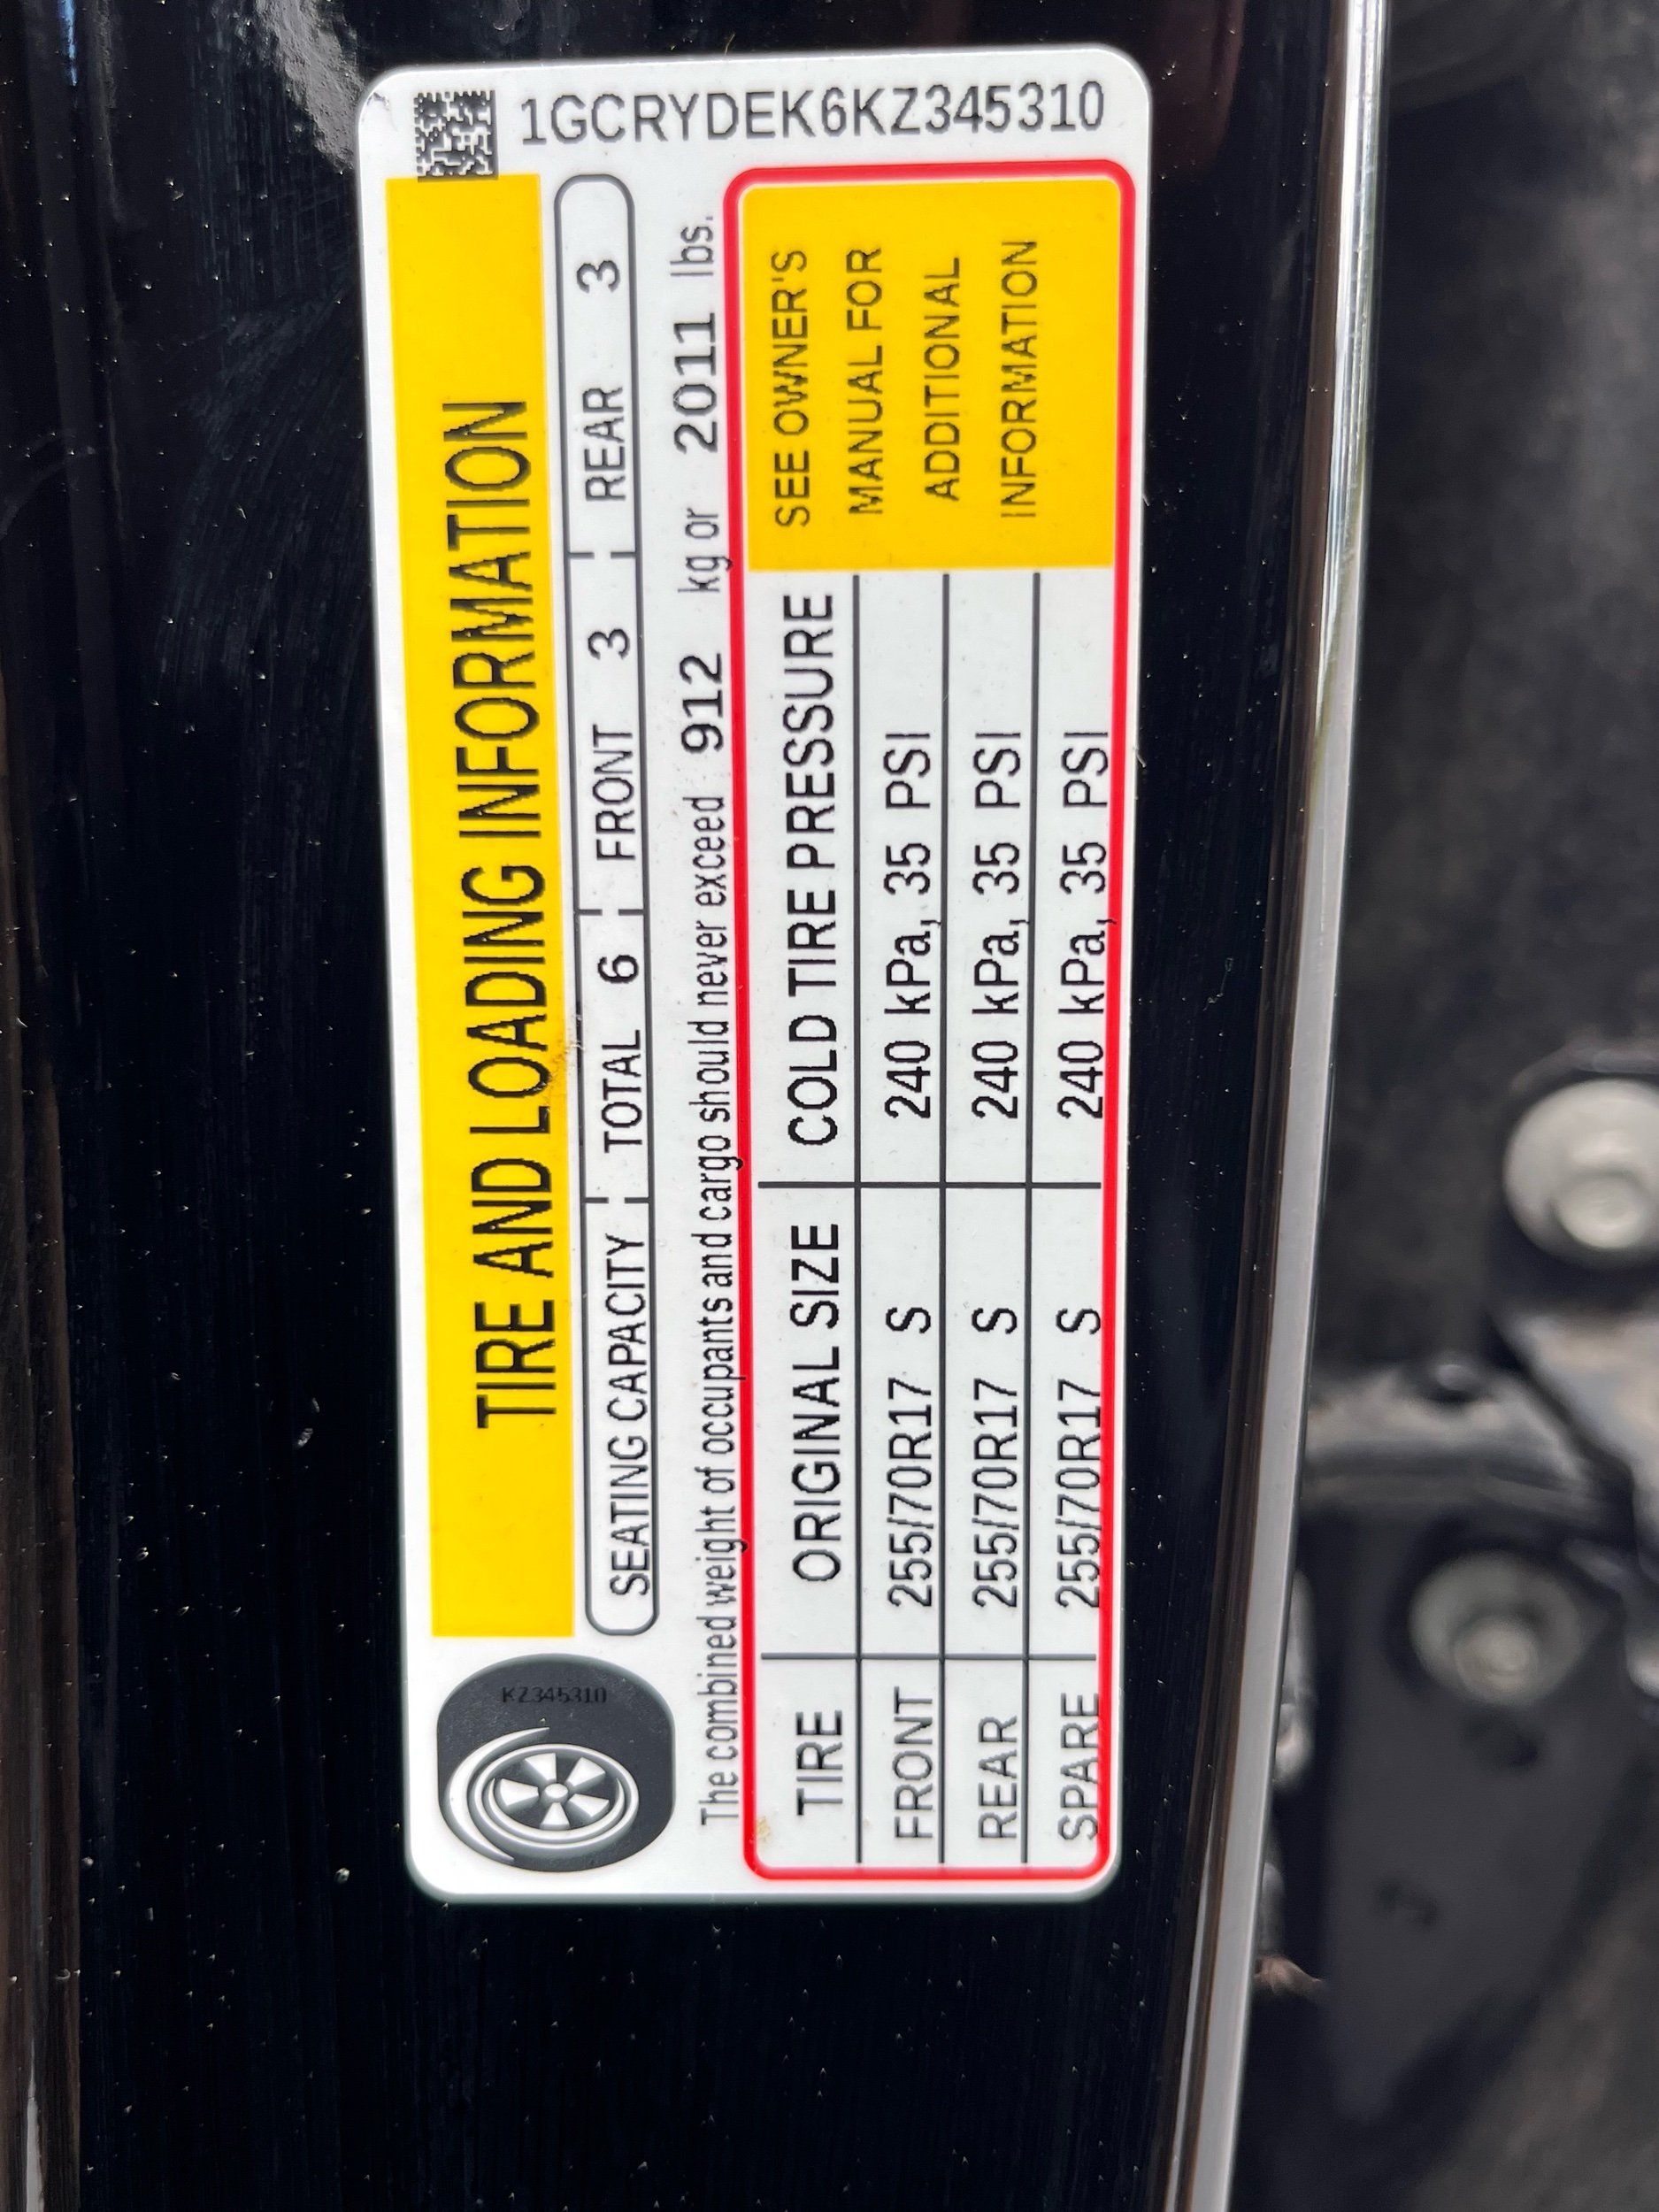 1GCRYDEK6KZ345310
TIRE AND LOADING INFORMATION
KZ345310
SEATING CAPACITY TOTAL 6 FRONT 3 REAR 3
The combined weight of occupants and cargo should never exceed 912 kg or 2011 lbs.
TIRE ORIGINAL SIZE COLD TIRE PRESSURE
FRONT 255/70R17 S 240 kPa, 35 PSI
REAR 255/70R17 S 240 kPa, 35 PSI
SPARE 255/70R17 S 240 kPa, 35 PSI
SEE OWNER'S
MANUAL FOR
ADDITIONAL
INFORMATION